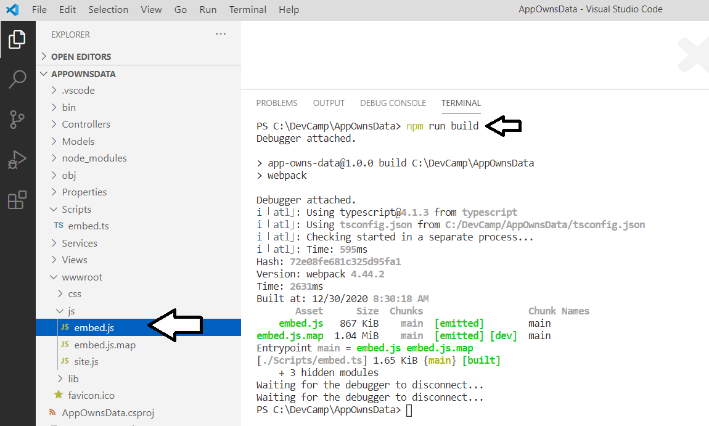 File Edit Selection View Go Run Terminal Help AppOwnsData - Visual Studio Code
EXPLORER ···
OPEN EDITORS
APPOWNSDATA
.vscode
bin
Controllers
Models
node_modules
obj
Properties
Scripts
TS embed.ts
Services
Views
wwwroot
css
js
JS embed.js
JS embed.js.map
JS site.js
lib
favicon.ico
AppOwnsData.csproj
PROBLEMS OUTPUT DEBUG CONSOLE TERMINAL
PS C:\DevCamp\AppOwnsData> npm run build
Debugger attached.
> app-owns-data@1.0.0 build C:\DevCamp\AppOwnsData
> webpack
Debugger attached.
i ｢atl｣: Using typescript@4.1.3 from typescript
i ｢atl｣: Using tsconfig.json from C:/DevCamp/AppOwnsData/tsconfig.json
i ｢atl｣: Checking started in a separate process...
i ｢atl｣: Time: 595ms
Hash: 72e08fe681c325d95fa1
Version: webpack 4.44.2
Time: 2631ms
Built at: 12/30/2020 8:30:18 AM
Asset Size Chunks Chunk Names
embed.js 867 KiB main [emitted] main
embed.js.map 1.04 MiB main [emitted] [dev] main
Entrypoint main = embed.js embed.js.map
[./Scripts/embed.ts] 1.65 KiB {main} [built]
+ 3 hidden modules
Waiting for the debugger to disconnect...
Waiting for the debugger to disconnect...
PS C:\DevCamp\AppOwnsData>